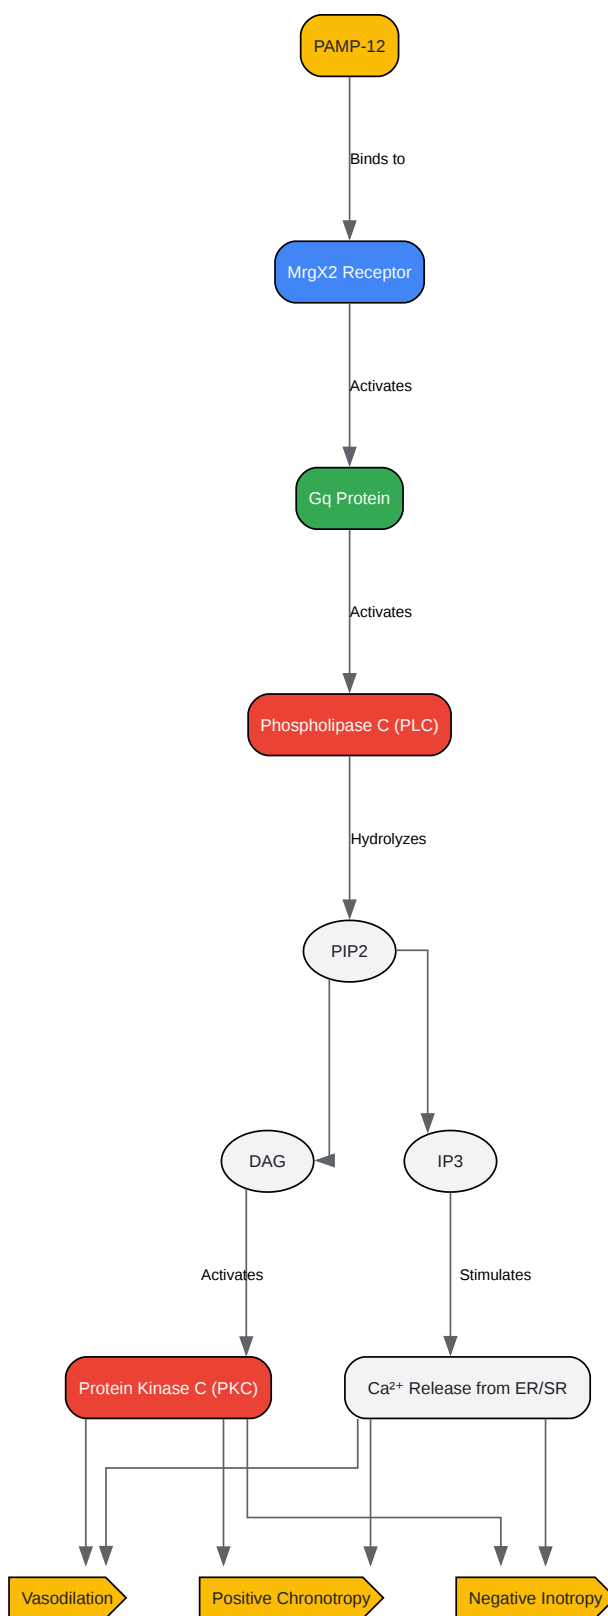 PAMP-12
Binds to
MrgX2 Receptor
Activates
Gq Protein
Activates
Phospholipase C (PLC)
Hydrolyzes
PIP2
DAG
IP3
Activates
Stimulates
Protein Kinase C (PKC)
Ca²⁺ Release from ER/SR
Vasodilation
Positive Chronotropy
Negative Inotropy